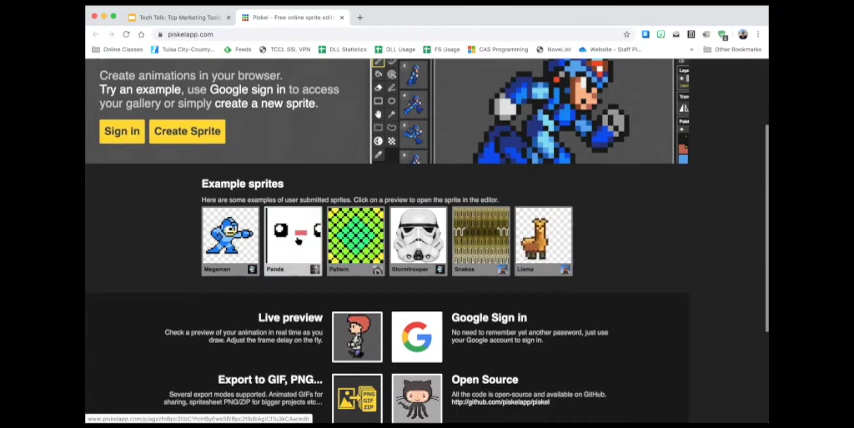 Tech Talk: Top Marketing Tools
Piskel - Free online sprite edit
piskelapp.com
Online Classes
Tulsa City-County...
Feeds
TCCL SSL VPN
DLL Statistics
DLL Usage
FS Usage
CAS Programming
NoveList
Website - Staff Pi...
Other Bookmarks
Create animations in your browser.
Try an example, use Google sign in to access
your gallery or simply create a new sprite.
Sign in
Create Sprite
Example sprites
Here are some examples of user submitted sprites. Click on a preview to open the sprite in the editor.
Megaman
Panda
Pattern
Stormtrooper
Snakes
Llama
Live preview
Check a preview of your animation in real time as you
draw. Adjust the frame delay on the fly.
Google Sign in
No need to remember yet another password, just use
your Google account to sign in.
Export to GIF, PNG...
Several export modes supported. Animated GIFs for
sharing, spritesheet PNG/ZIP for bigger projects etc...
PNG
GIF
ZIP
Open Source
All the code is open-source and available on GitHub.
http://github.com/piskelapp/piskel